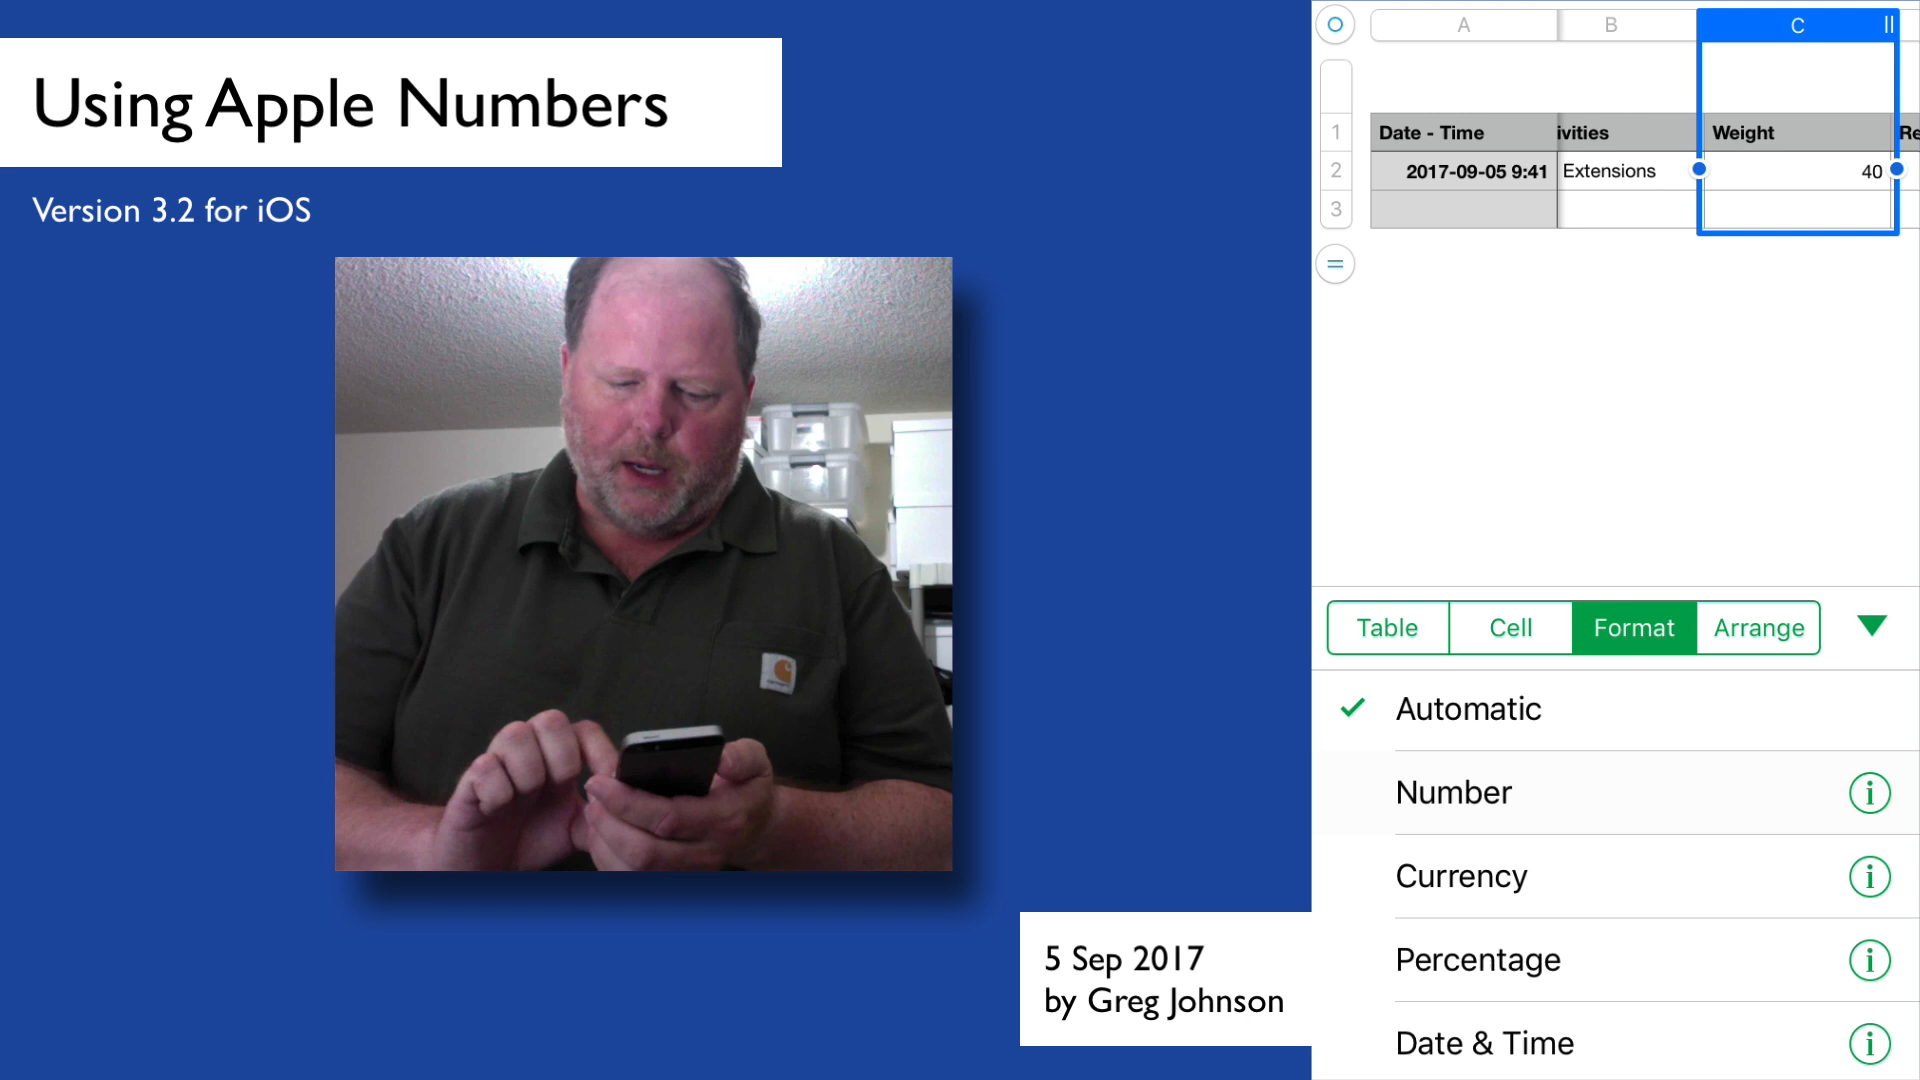 Using Apple Numbers
Version 3.2 for iOS
5 Sep 2017
by Greg Johnson
A B C
1 Date - Time ivities Weight Re
2 2017-09-05 9:41 Extensions 40
3
Table Cell Format Arrange
Automatic
Number
Currency
Percentage
Date & Time